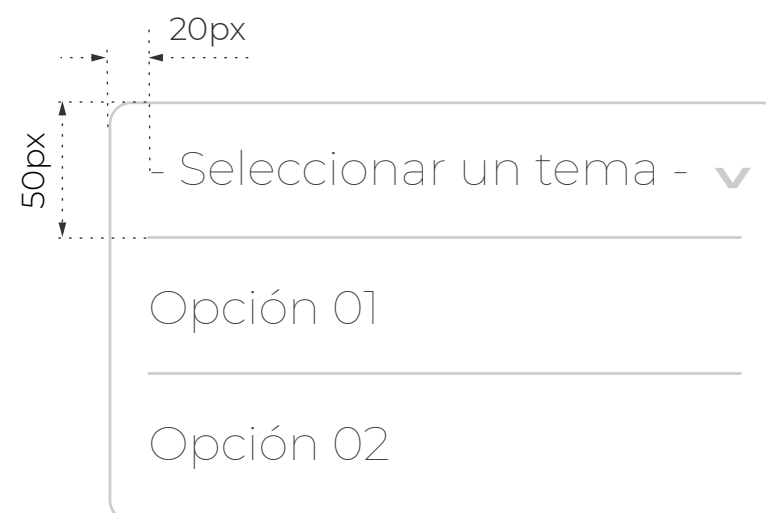 20px
50px
- Seleccionar un tema -
Opción 01
Opción 02